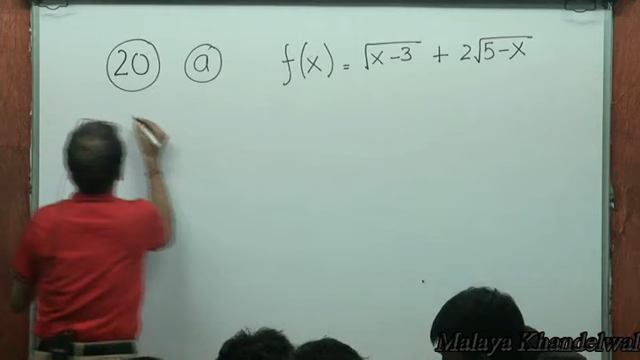 20 a f(x) = √x-3 + 2√5-x
Malaya Khandelwal